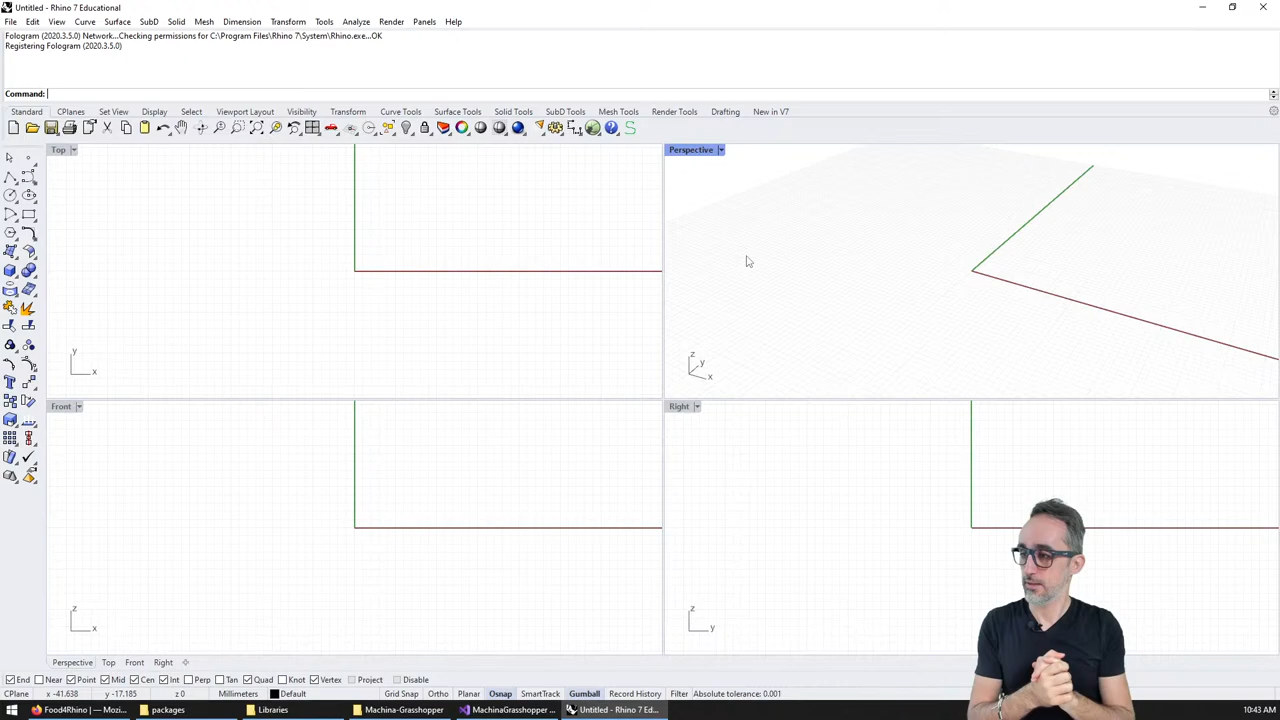 Untitled - Rhino 7 Educational
File Edit View Curve Surface SubD Solid Mesh Dimension Transform Tools Analyze Render Panels Help
Fologram (2020.3.5.0) Network...Checking permissions for C:\Program Files\Rhino 7\System\Rhino.exe...OK
Registering Fologram (2020.3.5.0)
Command:
Standard CPlanes Set View Display Select Viewport Layout Visibility Transform Curve Tools Surface Tools Solid Tools SubD Tools Mesh Tools Render Tools Drafting New in V7
Top
Perspective
y
x
z
y
x
Front
Right
z
x
z
y
Perspective Top Front Right
End Near Point Mid Cen Int Perp Tan Quad Knot Vertex Project Disable
CPlane x -41.638 y -17.185 z 0 Millimeters Default Grid Snap Ortho Planar Osnap SmartTrack Gumball Record History Filter Absolute tolerance: 0.001
Food4Rhino | — Mozi... packages Libraries Machina-Grasshopper MachinaGrasshopper ... Untitled - Rhino 7 Ed... 10:43 AM